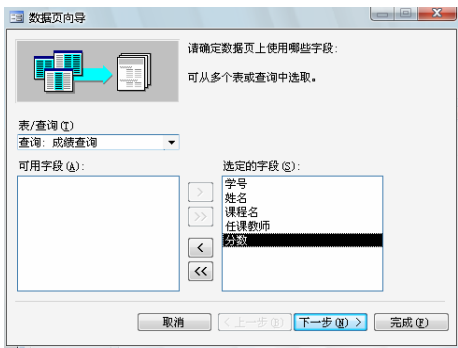 数据页向导
请确定数据页上使用哪些字段:
可从多个表或查询中选取。
表/查询(T)
查询: 成绩查询
可用字段(A):
选定的字段(S):
>
学号
姓名
>>
课程名
任课教师
分数
<
<<
取消
< 上一步(B)
下一步(N) >
完成(F)